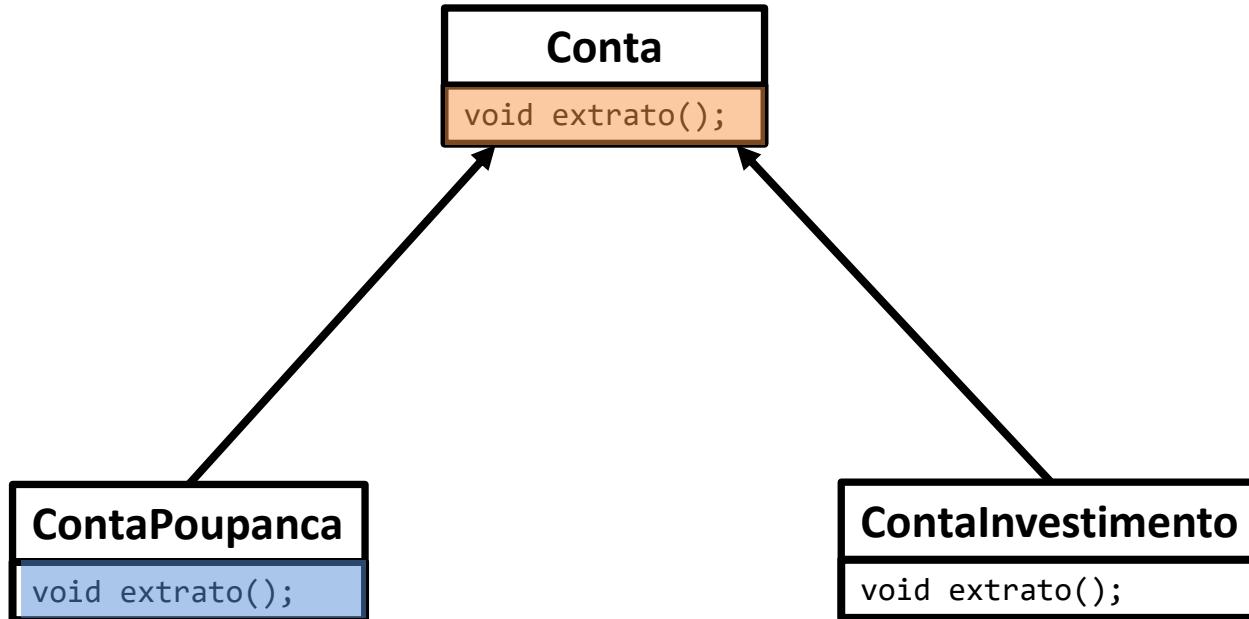 Conta
void extrato();
ContaPoupanca
void extrato();
ContaInvestimento
void extrato();